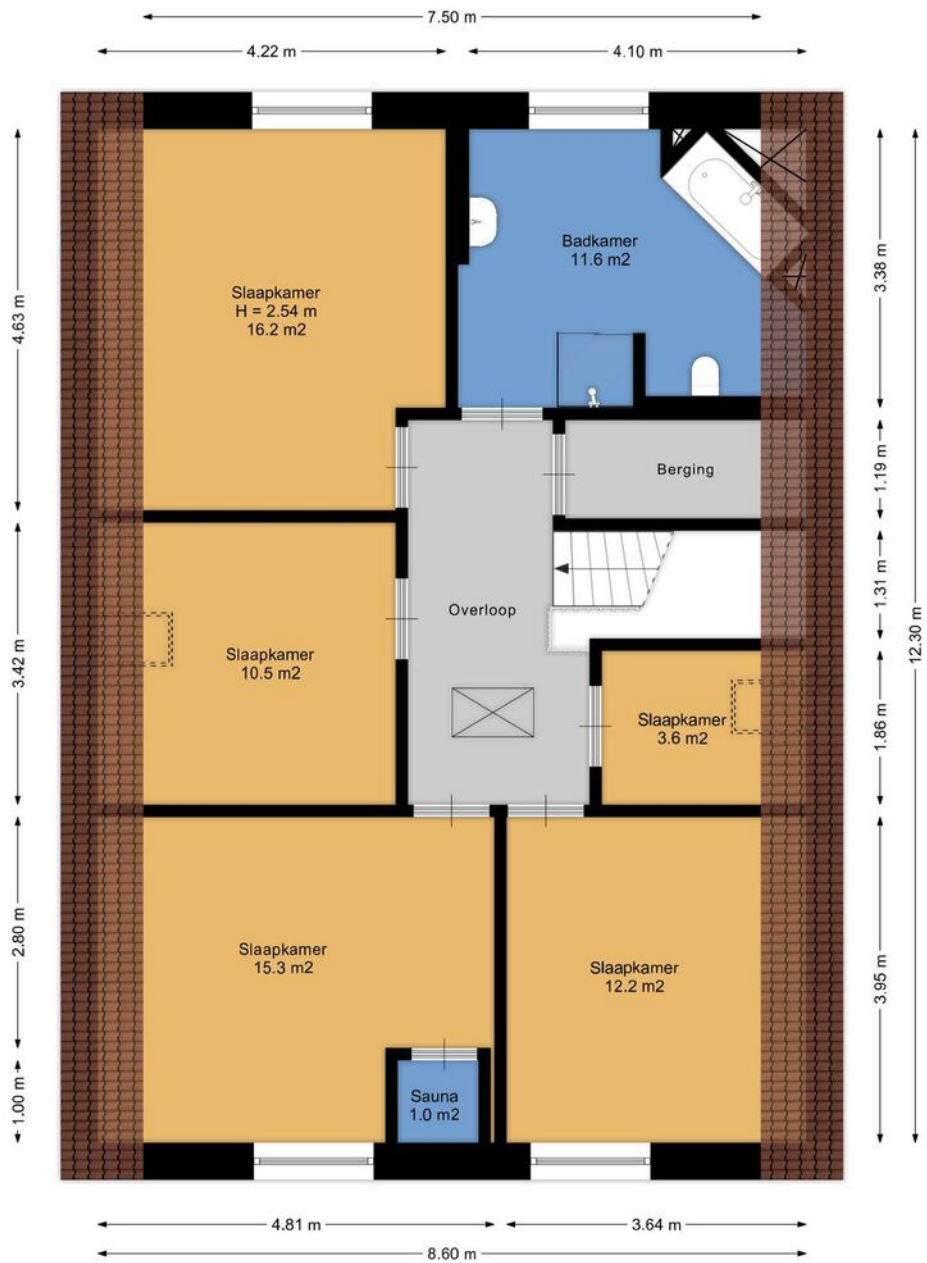 7.50 m
4.22 m
4.10 m
Slaapkamer
H = 2.54 m
16.2 m2
Badkamer
11.6 m2
4.63 m
3.38 m
Berging
1.19 m
1.31 m
12.30 m
Overloop
Slaapkamer
10.5 m2
3.42 m
Slaapkamer
3.6 m2
1.86 m
Slaapkamer
15.3 m2
2.80 m
Slaapkamer
12.2 m2
3.95 m
Sauna
1.0 m2
1.00 m
4.81 m
3.64 m
8.60 m